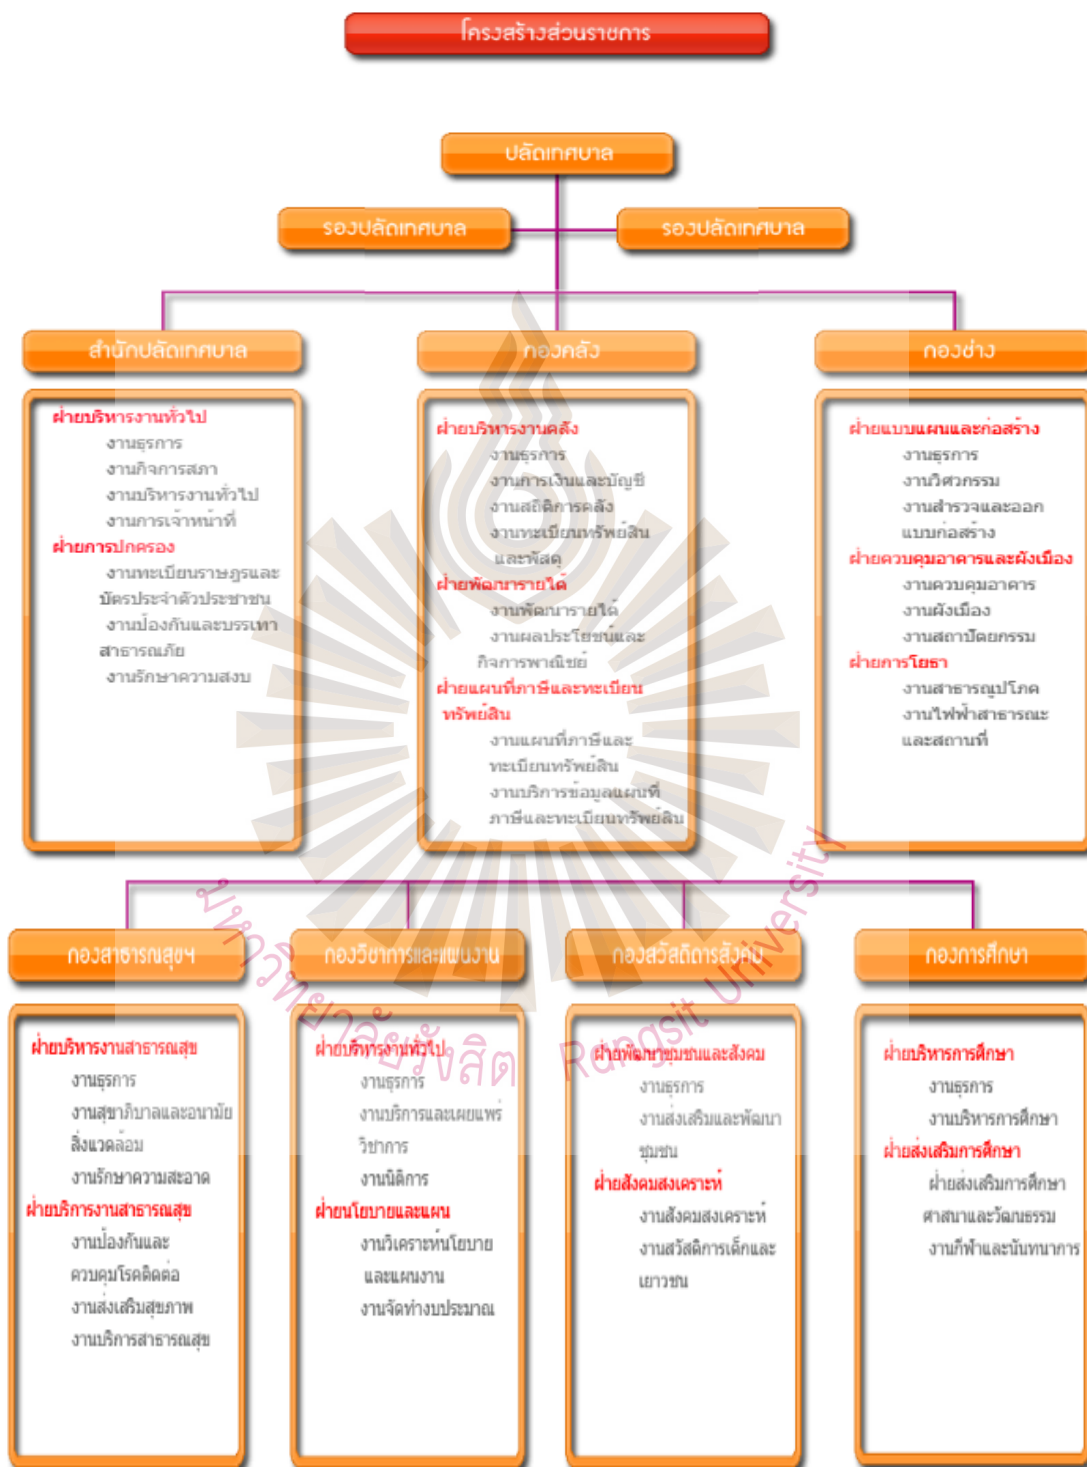 โครงสร้างส่วนราชการ
ปลัดเทศบาล
รองปลัดเทศบาล
รองปลัดเทศบาล
สำนักปลัดเทศบาล
ฝ่ายบริหารงานทั่วไป
งานธุรการ
งานกิจการสภา
งานบริหารงานทั่วไป
งานการเจ้าหน้าที่
ฝ่ายการปกครอง
งานทะเบียนราษฎรและ
บัตรประจำตัวประชาชน
งานป้องกันและบรรเทา
สาธารณภัย
งานรักษาความสงบ
กองคลัง
ฝ่ายบริหารงานคลัง
งานธุรการ
งานการเงินและบัญชี
งานสถิติการคลัง
งานทะเบียนทรัพย์สิน
และพัสดุ
ฝ่ายพัฒนารายได้
งานพัฒนารายได้
งานผลประโยชน์และ
กิจการพาณิชย์
ฝ่ายแผนที่ภาษีและทะเบียน
ทรัพย์สิน
งานแผนที่ภาษีและ
ทะเบียนทรัพย์สิน
งานบริการข้อมูลแผนที่
ภาษีและทะเบียนทรัพย์สิน
กองช่าง
ฝ่ายแบบแผนและก่อสร้าง
งานธุรการ
งานวิศวกรรม
งานสำรวจและออก
แบบก่อสร้าง
ฝ่ายควบคุมอาคารและผังเมือง
งานควบคุมอาคาร
งานผังเมือง
งานสถาปัตยกรรม
ฝ่ายการโยธา
งานสาธารณูปโภค
งานไฟฟ้าสาธารณะ
และสถานที่
กองสาธารณสุขฯ
ฝ่ายบริหารงานสาธารณสุข
งานธุรการ
งานสุขาภิบาลและอนามัย
สิ่งแวดล้อม
งานรักษาความสะอาด
ฝ่ายบริการงานสาธารณสุข
งานป้องกันและ
ควบคุมโรคติดต่อ
งานส่งเสริมสุขภาพ
งานบริการสาธารณสุข
กองวิชาการและแผนงาน
ฝ่ายบริหารงานทั่วไป
งานธุรการ
งานบริการและเผยแพร่
วิชาการ
งานนิติการ
ฝ่ายนโยบายและแผน
งานวิเคราะห์นโยบาย
และแผนงาน
งานจัดทำงบประมาณ
กองสวัสดิการสังคม
ฝ่ายพัฒนาชุมชนและสังคม
งานธุรการ
งานส่งเสริมและพัฒนา
ชุมชน
ฝ่ายสังคมสงเคราะห์
งานสังคมสงเคราะห์
งานสวัสดิการเด็กและ
เยาวชน
กองการศึกษา
ฝ่ายบริหารการศึกษา
งานธุรการ
งานบริหารการศึกษา
ฝ่ายส่งเสริมการศึกษา
ฝ่ายส่งเสริมการศึกษา
ศาสนาและวัฒนธรรม
งานกีฬาและนันทนาการ
มหาวิทยาลัยรังสิต Rangsit University